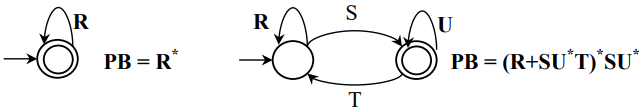 R
PB = R*
R
S
U
T
PB = (R+SU*T)*SU*